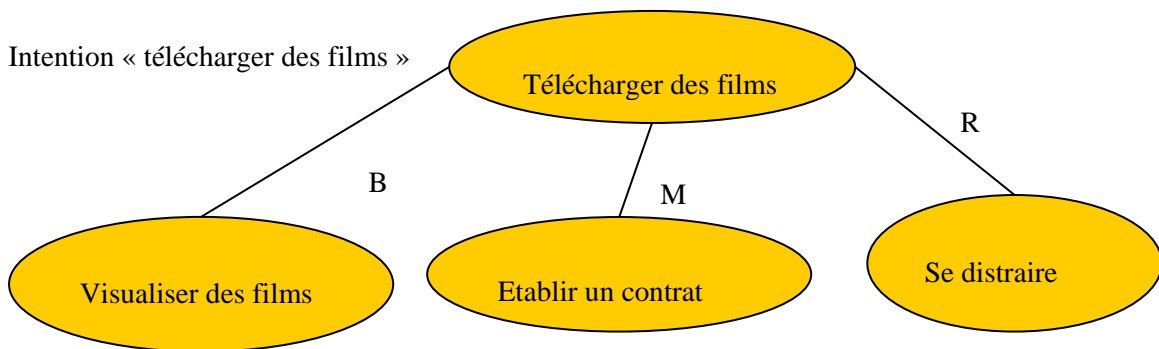 Intention « télécharger des films »
Télécharger des films
R
B
M
Visualiser des films
Etablir un contrat
Se distraire